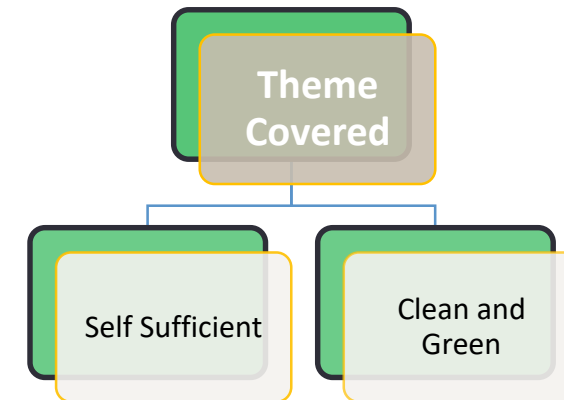 Theme
Covered
Self Sufficient
Clean and
Green